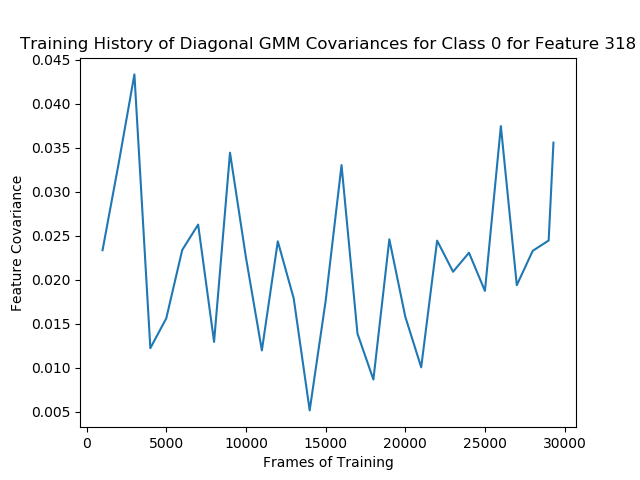 Training History of Diagonal GMM Covariances for Class 0 for Feature 318
0.045
0.040
0.035
0.030
0.025
0.020
0.015
0.010
0.005
Feature Covariance
0 5000 10000 15000 20000 25000 30000
Frames of Training